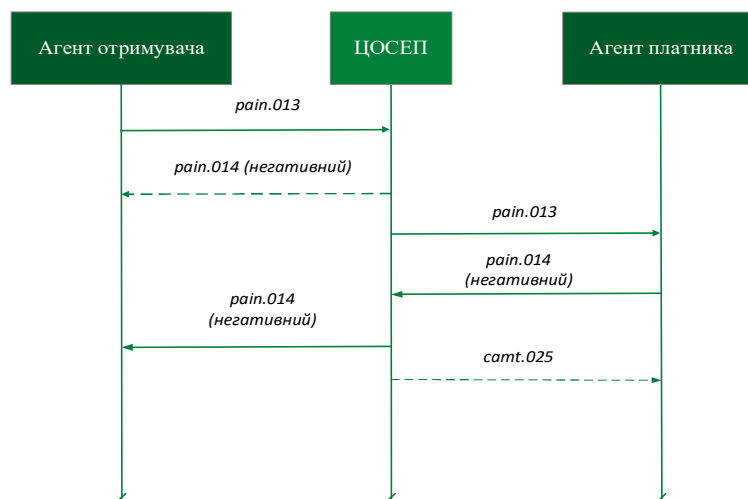 Агент отримувача
ЦОСЕП
Агент платника
pain.013
pain.014 (негативний)
pain.013
pain.014
(негативний)
pain.014
(негативний)
camt.025